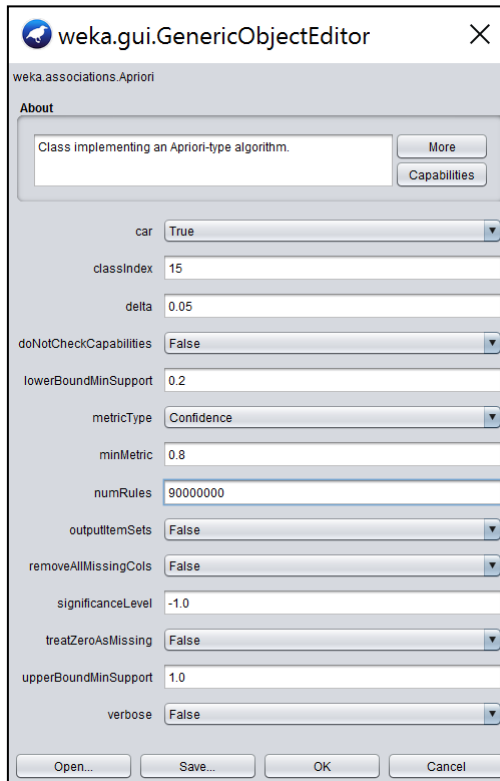 weka.gui.GenericObjectEditor
weka.associations.Apriori
About
Class implementing an Apriori-type algorithm.
More
Capabilities
car True
classIndex 15
delta 0.05
doNotCheckCapabilities False
lowerBoundMinSupport 0.2
metricType Confidence
minMetric 0.8
numRules 90000000
outputItemSets False
removeAllMissingCols False
significanceLevel -1.0
treatZeroAsMissing False
upperBoundMinSupport 1.0
verbose False
Open... Save... OK Cancel